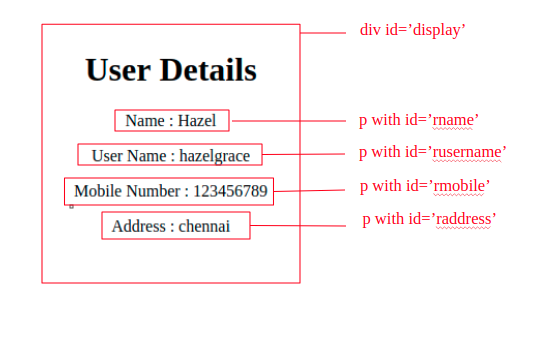 div id=’display’
User Details
Name : Hazel
p with id=’rname’
User Name : hazelgrace
p with id=’rusername’
Mobile Number : 123456789
p with id=’rmobile’
Address : chennai
p with id=’raddress’